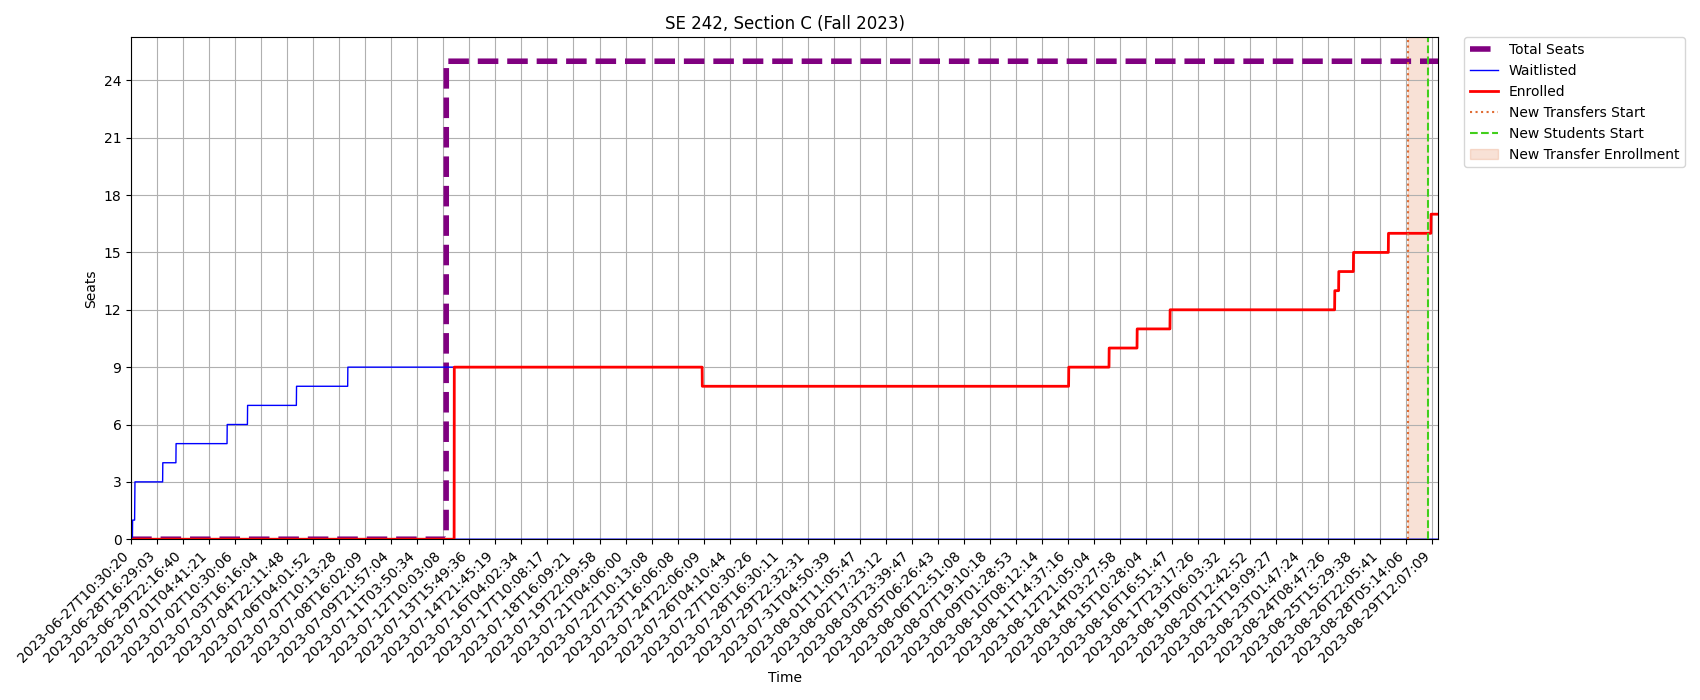 SE 242, Section C (Fall 2023)
Total Seats
Waitlisted
Enrolled
New Transfers Start
New Students Start
New Transfer Enrollment
Seats
24
21
18
15
12
9
6
3
0
2023-06-27T10:30:20
2023-06-28T16:29:03
2023-06-29T22:16:40
2023-07-01T04:41:21
2023-07-02T10:30:06
2023-07-03T16:16:04
2023-07-04T22:11:48
2023-07-06T04:01:52
2023-07-07T10:13:28
2023-07-08T16:02:09
2023-07-09T21:57:04
2023-07-11T03:50:34
2023-07-12T10:03:08
2023-07-13T15:49:36
2023-07-14T21:45:19
2023-07-16T04:02:34
2023-07-17T10:08:17
2023-07-18T16:09:21
2023-07-19T22:09:58
2023-07-21T04:06:00
2023-07-22T10:13:08
2023-07-23T16:06:08
2023-07-24T22:06:09
2023-07-26T04:10:44
2023-07-27T10:30:26
2023-07-28T16:30:11
2023-07-29T22:32:31
2023-07-31T04:50:39
2023-08-01T11:05:47
2023-08-02T17:23:12
2023-08-03T23:39:47
2023-08-05T06:26:43
2023-08-06T12:51:08
2023-08-07T19:10:18
2023-08-09T01:28:53
2023-08-10T08:12:14
2023-08-11T14:37:16
2023-08-12T21:05:04
2023-08-14T03:27:58
2023-08-15T10:28:04
2023-08-16T16:51:47
2023-08-17T23:17:26
2023-08-19T06:03:32
2023-08-20T12:42:52
2023-08-21T19:09:27
2023-08-23T01:47:24
2023-08-24T08:47:26
2023-08-25T15:29:38
2023-08-26T22:05:41
2023-08-28T05:14:06
2023-08-29T12:07:09
Time